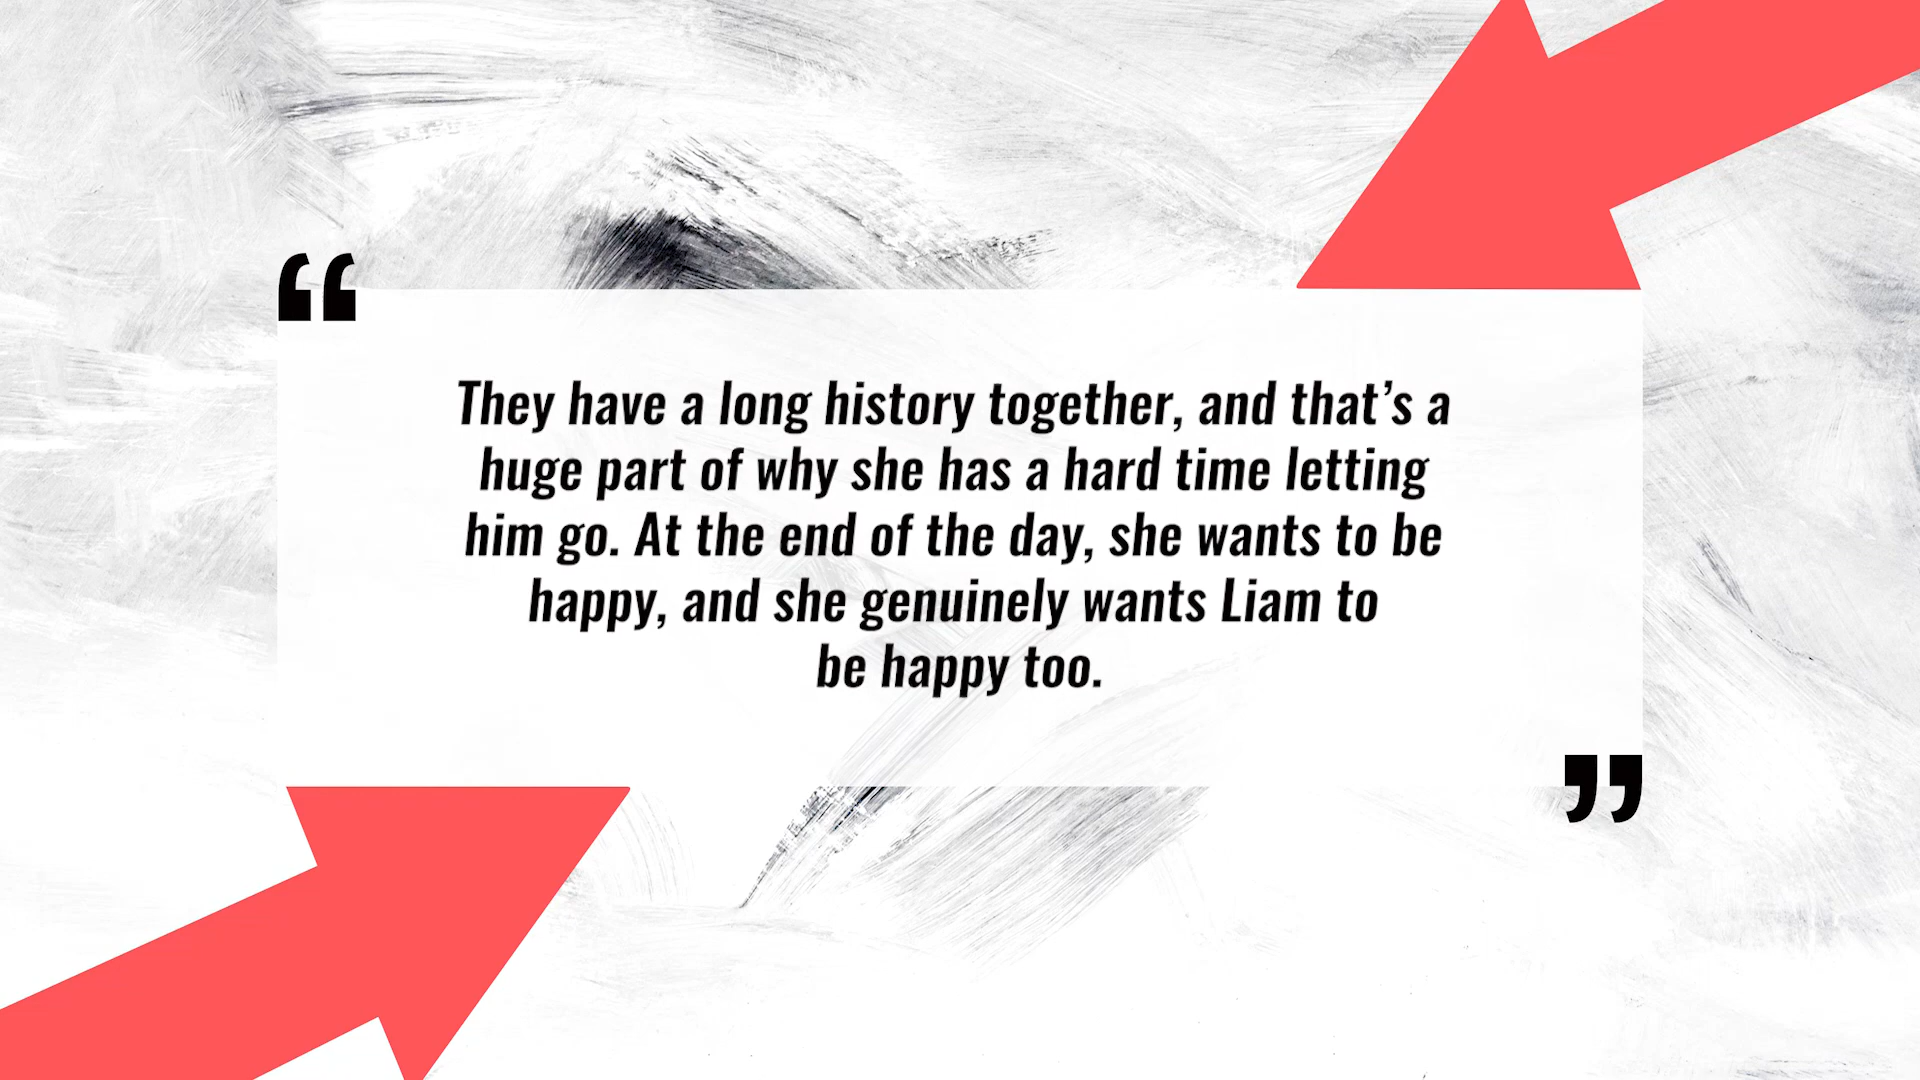 “
They have a long history together, and that’s a
huge part of why she has a hard time letting
him go. At the end of the day, she wants to be
happy, and she genuinely wants Liam to
be happy too.
”